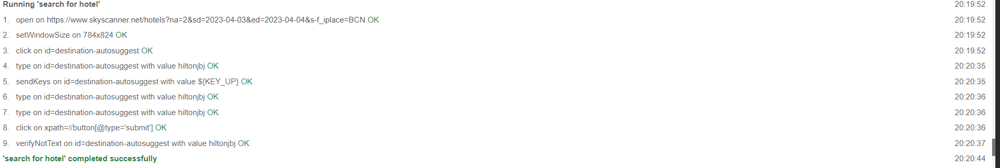 Running 'search for hotel' 20:19:52
1. open on https://www.skyscanner.net/hotels?na=2&sd=2023-04-03&ed=2023-04-04&s-f_iplace=BCN OK 20:19:52
2. setWindowSize on 784x824 OK 20:19:52
3. click on id=destination-autosuggest OK 20:19:52
4. type on id=destination-autosuggest with value hiltonjbj OK 20:20:35
5. sendKeys on id=destination-autosuggest with value ${KEY_UP} OK 20:20:35
6. type on id=destination-autosuggest with value hiltonjbj OK 20:20:36
7. type on id=destination-autosuggest with value hiltonjbj OK 20:20:36
8. click on xpath=//button[@type='submit'] OK 20:20:36
9. verifyNotText on id=destination-autosuggest with value hiltonjbj OK 20:20:37
'search for hotel' completed successfully 20:20:44